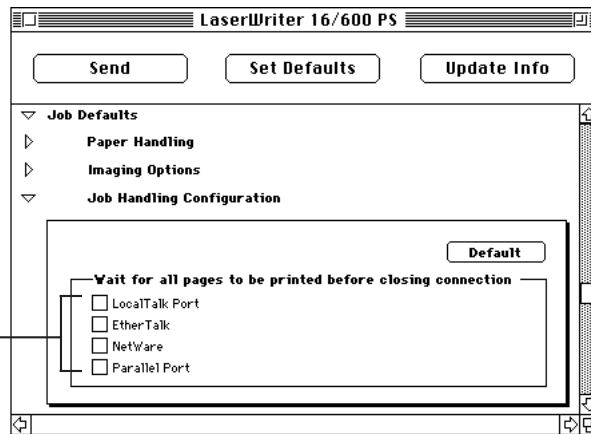 LaserWriter 16/600 PS
Send Set Defaults Update Info
Job Defaults
Paper Handling
Imaging Options
Job Handling Configuration
Default
Wait for all pages to be printed before closing connection
LocalTalk Port
EtherTalk
NetWare
Parallel Port